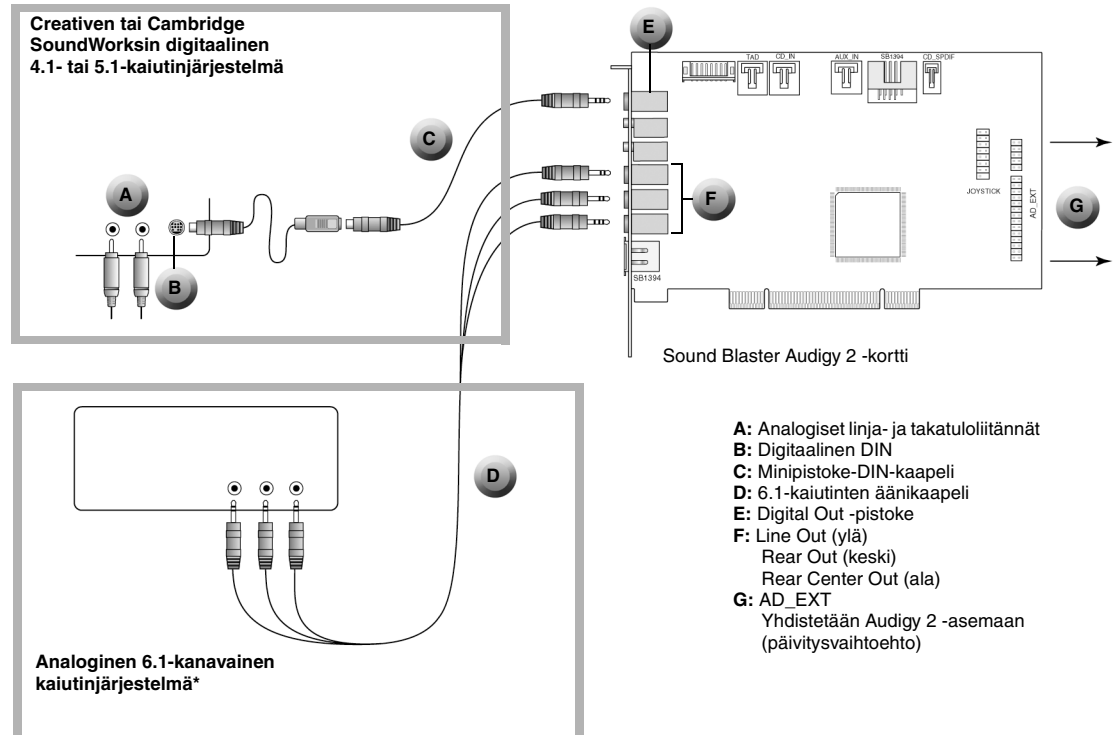 Creativen tai Cambridge
SoundWorksin digitaalinen
4.1- tai 5.1-kaiutinjärjestelmä
E
TAD
CD_IN
AUX_IN
SB1394
CD_SPDIF
C
A
B
F
JOYSTICK
AD_EXT
G
SB1394
Sound Blaster Audigy 2 -kortti
D
Analoginen 6.1-kanavainen
kaiutinjärjestelmä*
A: Analogiset linja- ja takatuloliitännät
B: Digitaalinen DIN
C: Minipistoke-DIN-kaapeli
D: 6.1-kaiutinten äänikaapeli
E: Digital Out -pistoke
F: Line Out (ylä)
Rear Out (keski)
Rear Center Out (ala)
G: AD_EXT
Yhdistetään Audigy 2 -asemaan
(päivitysvaihtoehto)